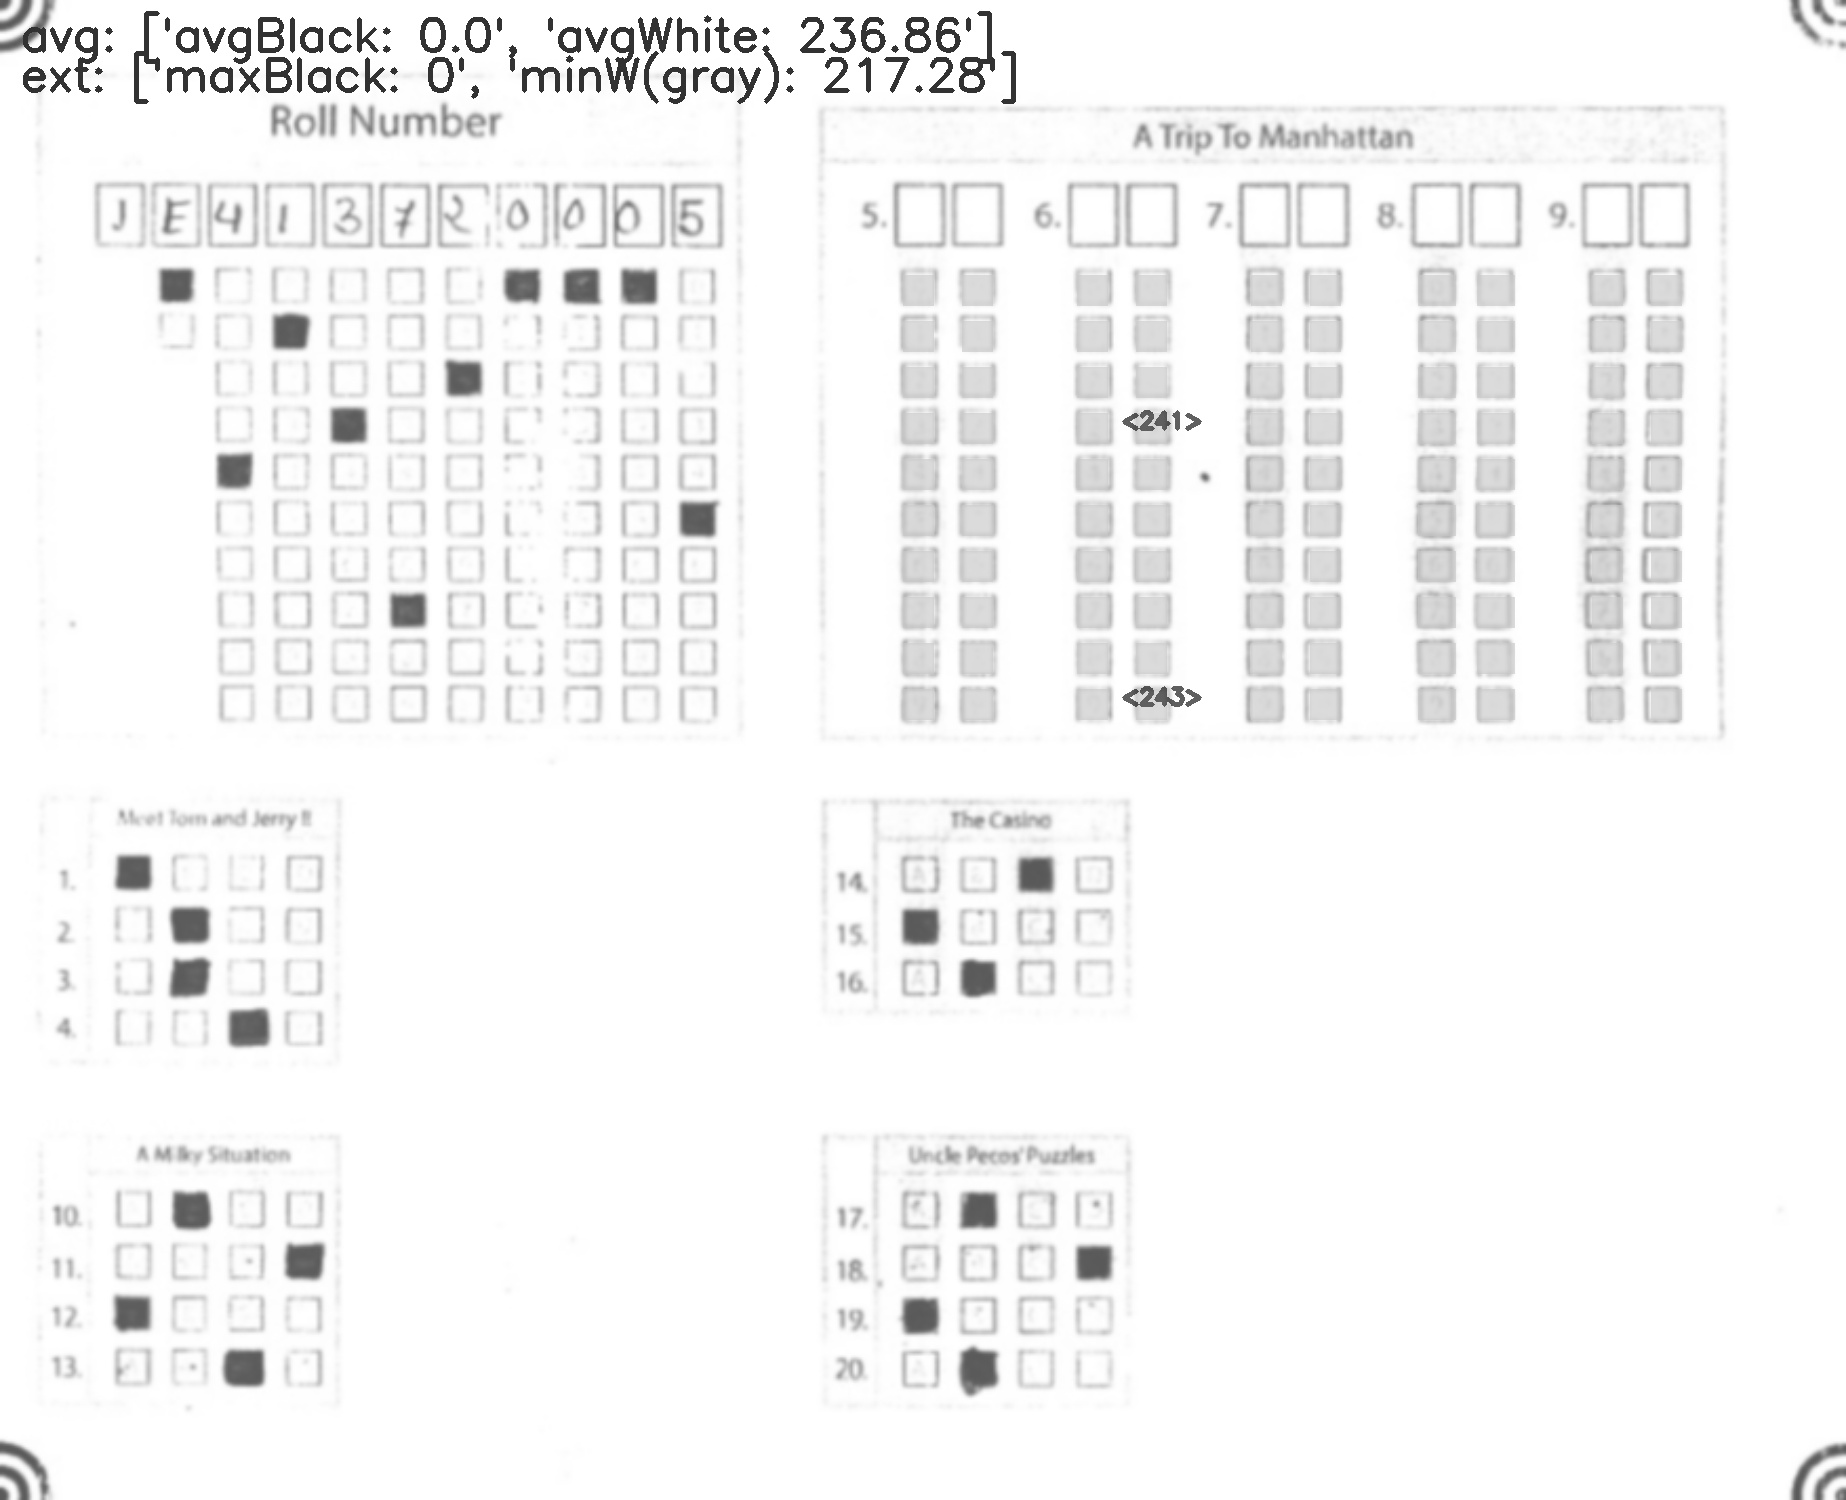 avg: ['avgBlack: 0.0', 'avgWhite: 236.86']
ext: ['maxBlack: 0', 'minW(gray): 217.28']
Roll Number
J E 4 1 3 7 2 0 0 0 5
A Trip To Manhattan
5. 6. 7. 8. 9.
<241>
<243>
Meet Tom and Jerry !!
1.
2.
3.
4.
The Casino
14.
15.
16.
A Milky Situation
10.
11.
12.
13.
Uncle Pecos' Puzzles
17.
18.
19.
20.